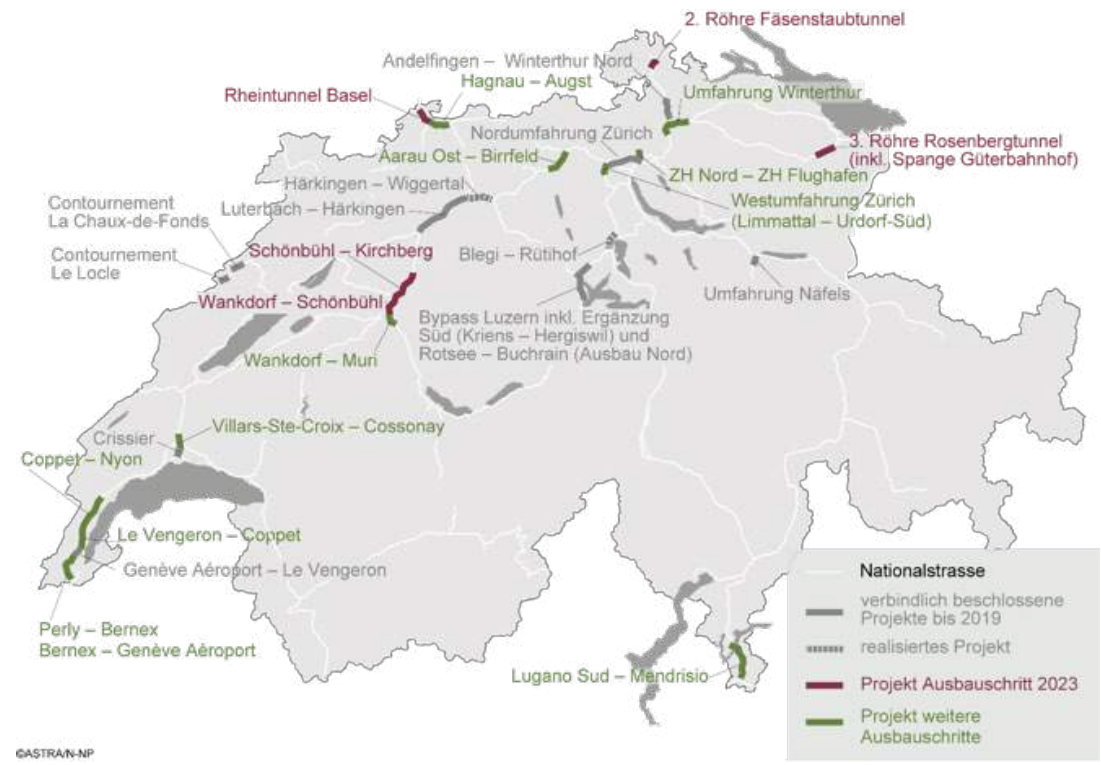 2. Röhre Fäsenstaubtunnel
Andelfingen – Winterthur Nord
Hagnau – Augst
Rheintunnel Basel
Umfahrung Winterthur
Nordumfahrung Zürich
3. Röhre Rosenbergtunnel
(inkl. Spange Güterbahnhof)
Aarau Ost – Birrfeld
ZH Nord – ZH Flughafen
Härkingen – Wiggertal
Westumfahrung Zürich
(Limmattal – Urdorf-Süd)
Contournement
La Chaux-de-Fonds
Luterbach – Härkingen
Schönbühl – Kirchberg
Blegi – Rütihof
Contournement
Le Locle
Umfahrung Näfels
Wankdorf – Schönbühl
Bypass Luzern inkl. Ergänzung
Süd (Kriens – Hergiswil) und
Rotsee – Buchrain (Ausbau Nord)
Wankdorf – Muri
Villars-Ste-Croix – Cossonay
Crissier
Coppet – Nyon
Le Vengeron – Coppet
Genève Aéroport – Le Vengeron
Perly – Bernex
Bernex – Genève Aéroport
Lugano Sud – Mendrisio
Nationalstrasse
verbindlich beschlossene
Projekte bis 2019
realisiertes Projekt
Projekt Ausbauschritt 2023
Projekt weitere
Ausbauschritte
©ASTRA/N-NP